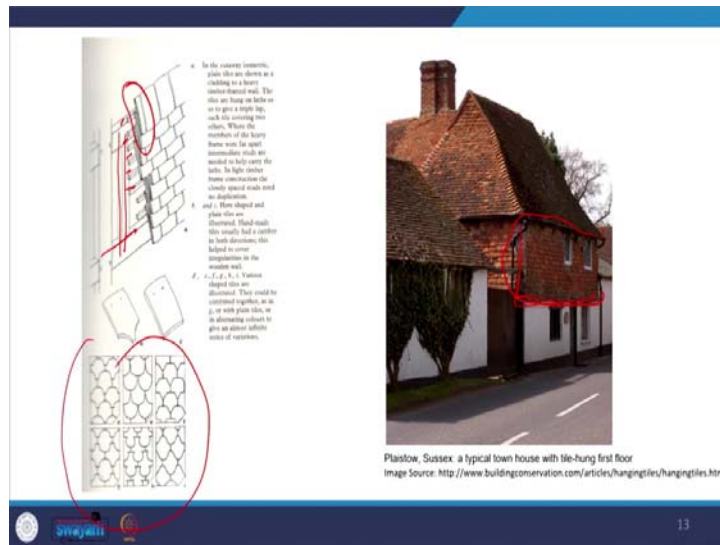 a In the cutaway isometric,
plain tiles are shown as a
cladding to a heavy
timber-framed wall. The
tiles are hung on laths so
as to give a triple lap,
each tile covering two
others. Where the
members of the heavy
frame were far apart
intermediate studs are
needed to help carry the
laths. In light timber
frame construction the
closely spaced studs need
no duplication.
b and c. How shaped and
plain tiles are
illustrated. Hand-made
tiles usually had a camber
in both directions; this
helped to cover
irregularities in the
wooden wall.
d, e, f, g, h, i. Various
shaped tiles are
illustrated. They could be
combined together, as in
g, or with plain tiles, or
in alternating colours to
give an almost infinite
series of variations.
Plaistow, Sussex: a typical town house with tile-hung first floor
Image Source: http://www.buildingconservation.com/articles/hangingtiles/hangingtiles.htm
swayam
13